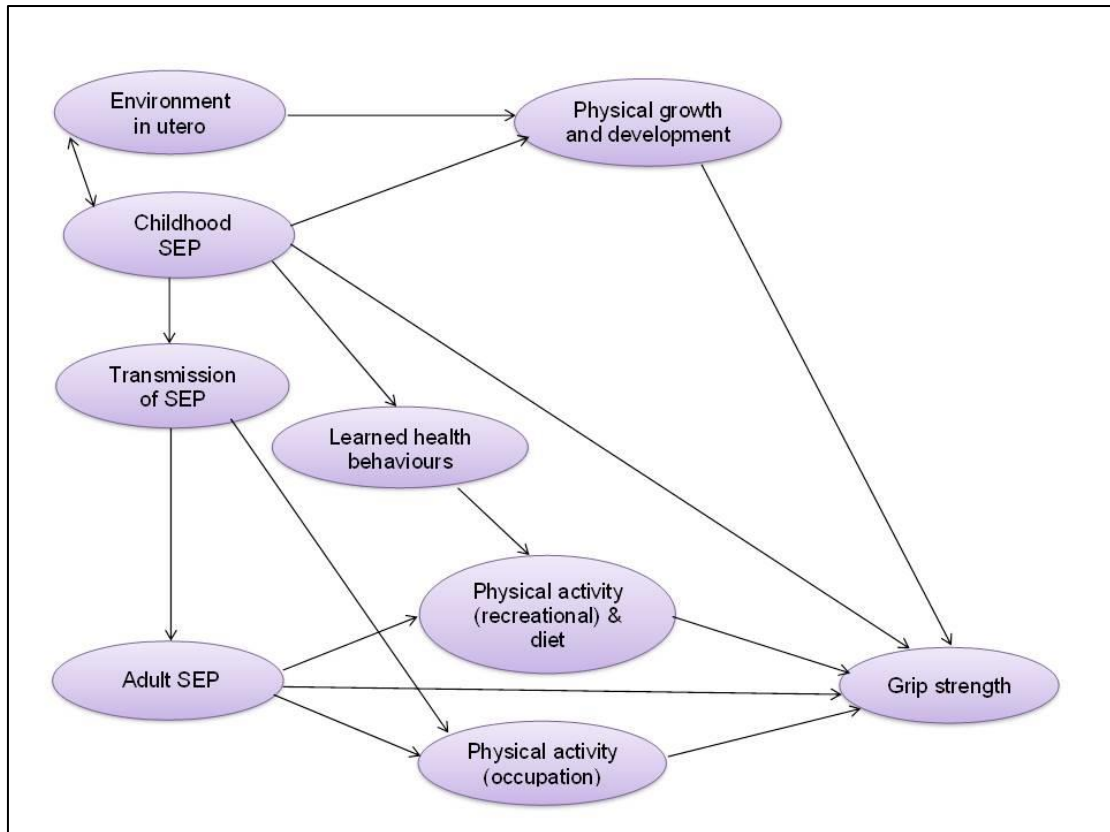 Environment
in utero
Physical growth
and development
Childhood
SEP
Transmission
of SEP
Learned health
behaviours
Physical activity
(recreational) &
diet
Adult SEP
Grip strength
Physical activity
(occupation)